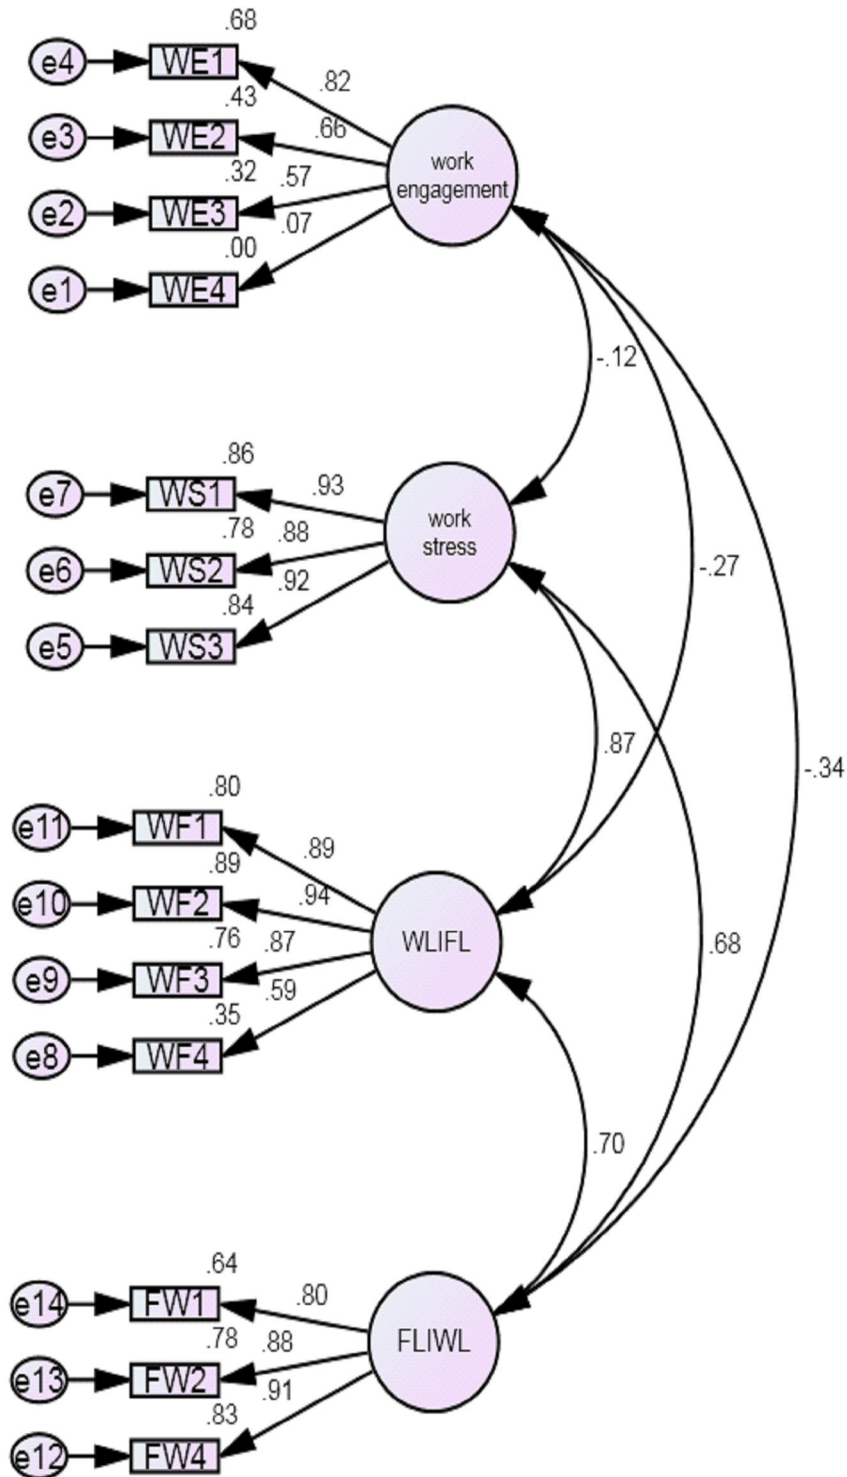 .68
e4 WE1
.82
.43
e3 WE2
.66
work
engagement
.32 .57
e2 WE3
.07
.00
e1 WE4
-.12
.86
e7 WS1
.93
work
stress
.78 .88
e6 WS2
.92
-.27
.84
e5 WS3
.87
-.34
.80
e11 WF1
.89
.89
e10 WF2
.94
WLIFL
.76 .87
e9 WF3
.59
.68
.35
e8 WF4
.70
.64
e14 FW1
.80
.78 .88
FLIWL
e13 FW2
.91
.83
e12 FW4